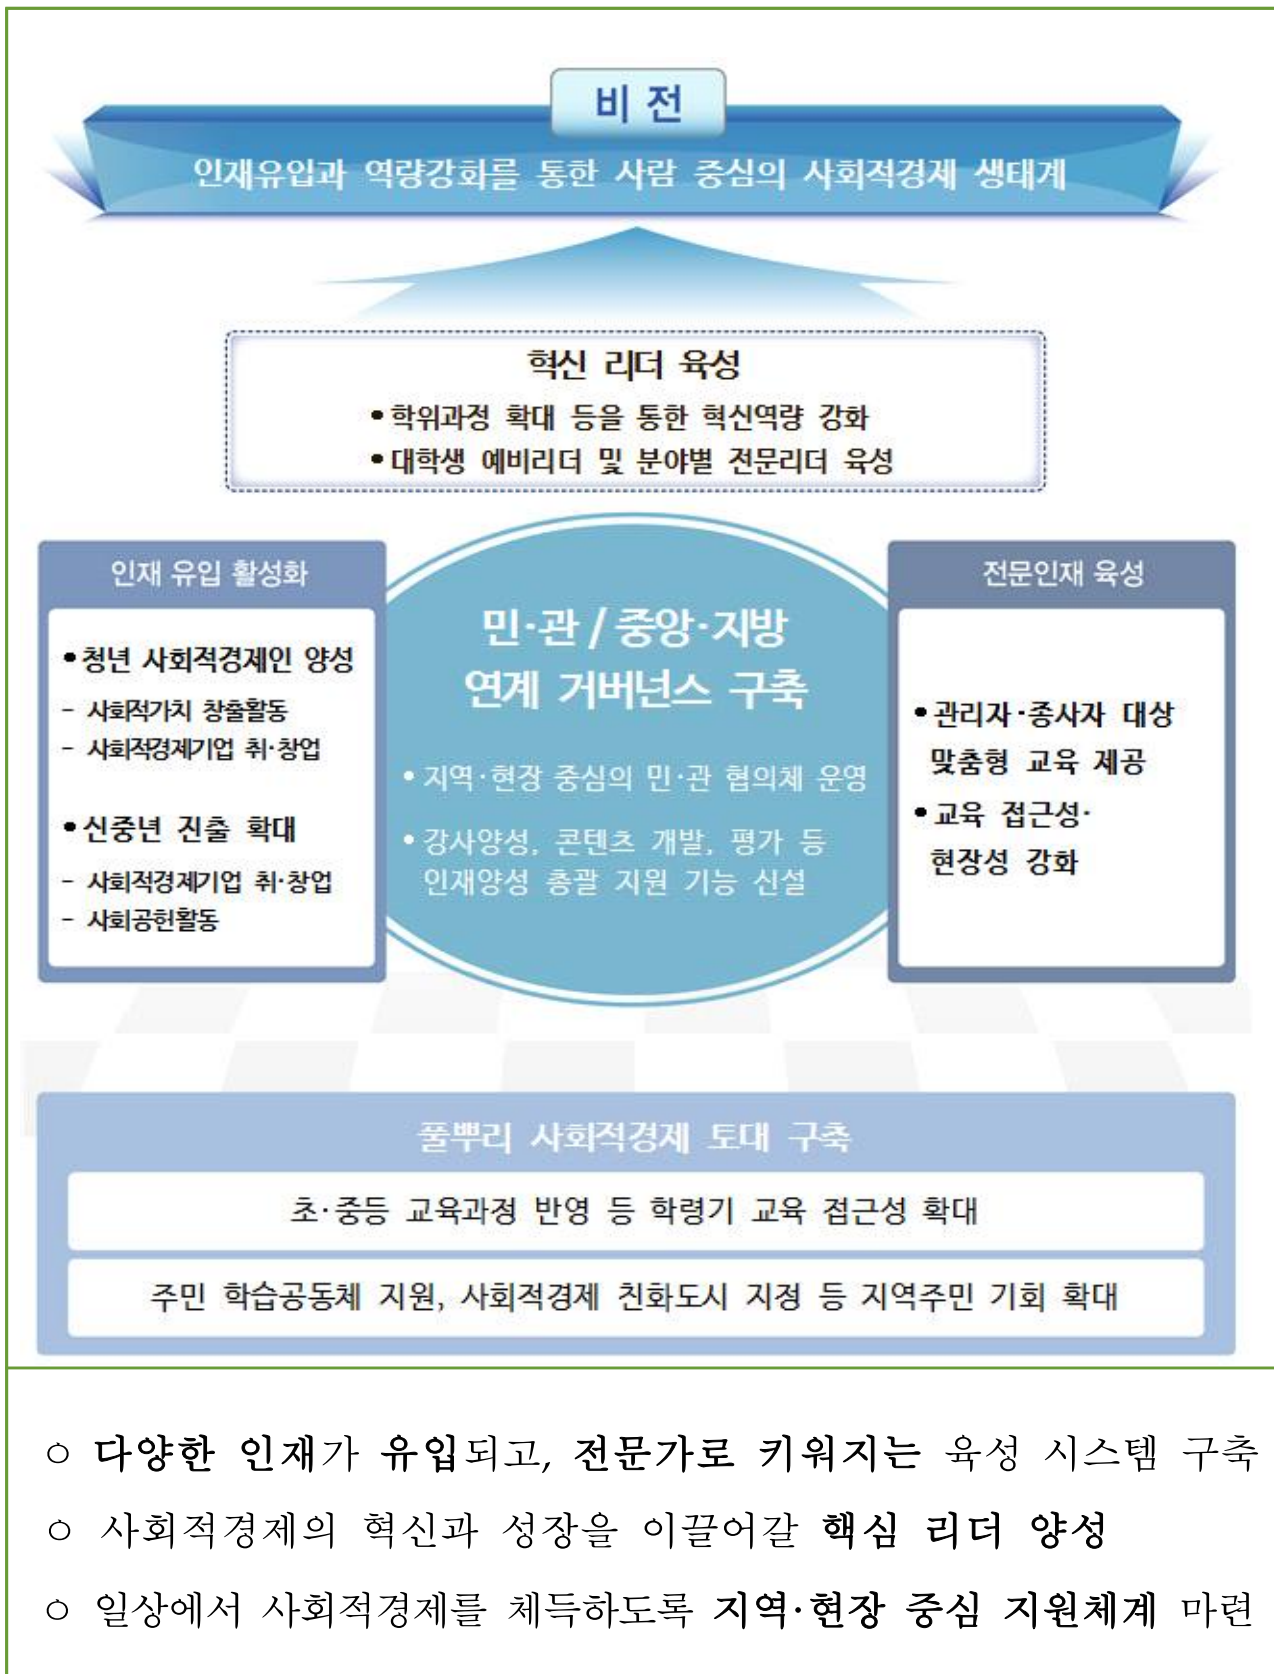 비 전
인재유입과 역량강화를 통한 사람 중심의 사회적경제 생태계
혁신 리더 육성
• 학위과정 확대 등을 통한 혁신역량 강화
• 대학생 예비리더 및 분야별 전문리더 육성
인재 유입 활성화
• 청년 사회적경제인 양성
- 사회적가치 창출활동
- 사회적경제기업 취·창업
• 신중년 진출 확대
- 사회적경제기업 취·창업
- 사회공헌활동
민·관 / 중앙·지방
연계 거버넌스 구축
• 지역·현장 중심의 민·관 협의체 운영
• 강사양성, 콘텐츠 개발, 평가 등
인재양성 총괄 지원 기능 신설
전문인재 육성
• 관리자·종사자 대상
맞춤형 교육 제공
• 교육 접근성·
현장성 강화
풀뿌리 사회적경제 토대 구축
초·중등 교육과정 반영 등 학령기 교육 접근성 확대
주민 학습공동체 지원, 사회적경제 친화도시 지정 등 지역주민 기회 확대
○ 다양한 인재가 유입되고, 전문가로 키워지는 육성 시스템 구축
○ 사회적경제의 혁신과 성장을 이끌어갈 핵심 리더 양성
○ 일상에서 사회적경제를 체득하도록 지역·현장 중심 지원체계 마련